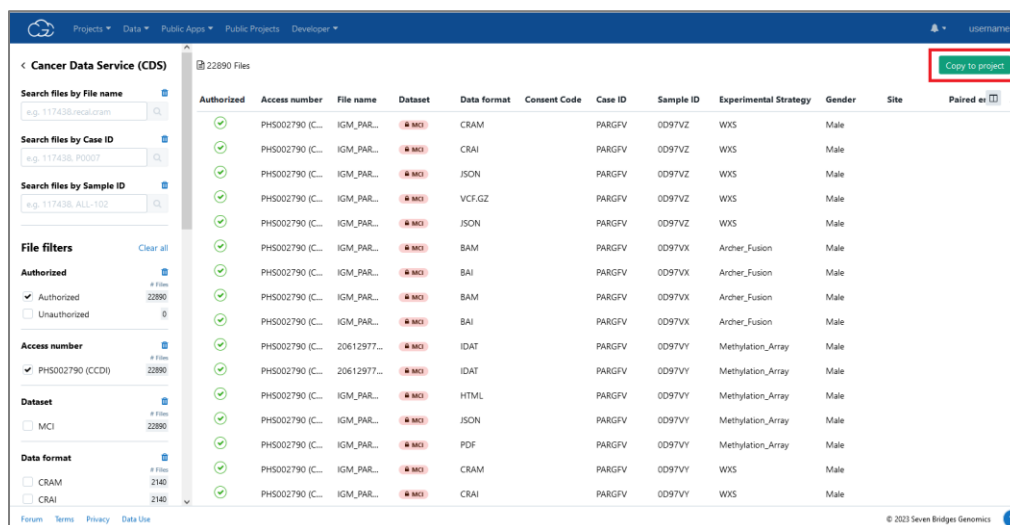 Projects Data Public Apps Public Projects Developer username
Cancer Data Service (CDS)
22890 Files
Copy to project
Search files by File name
e.g. 117438.recal.cram
Search files by Case ID
e.g. 117438, P0007
Search files by Sample ID
e.g. 117438, ALL-102
File filters Clear all
Authorized
# Files
Authorized 22890
Unauthorized 0
Access number
# Files
PHS002790 (CCDI) 22890
Dataset
# Files
MCI 22890
Data format
# Files
CRAM 2140
CRAI 2140
Authorized Access number File name Dataset Data format Consent Code Case ID Sample ID Experimental Strategy Gender Site Paired
PHS002790 (C... IGM_PAR... MCI CRAM PARGFV 0D97VZ WXS Male
PHS002790 (C... IGM_PAR... MCI CRAI PARGFV 0D97VZ WXS Male
PHS002790 (C... IGM_PAR... MCI JSON PARGFV 0D97VZ WXS Male
PHS002790 (C... IGM_PAR... MCI VCF.GZ PARGFV 0D97VZ WXS Male
PHS002790 (C... IGM_PAR... MCI JSON PARGFV 0D97VZ WXS Male
PHS002790 (C... IGM_PAR... MCI BAM PARGFV 0D97VX Archer_Fusion Male
PHS002790 (C... IGM_PAR... MCI BAI PARGFV 0D97VX Archer_Fusion Male
PHS002790 (C... IGM_PAR... MCI BAM PARGFV 0D97VX Archer_Fusion Male
PHS002790 (C... IGM_PAR... MCI BAI PARGFV 0D97VX Archer_Fusion Male
PHS002790 (C... 20612977... MCI IDAT PARGFV 0D97VY Methylation_Array Male
PHS002790 (C... 20612977... MCI IDAT PARGFV 0D97VY Methylation_Array Male
PHS002790 (C... IGM_PAR... MCI HTML PARGFV 0D97VY Methylation_Array Male
PHS002790 (C... IGM_PAR... MCI JSON PARGFV 0D97VY Methylation_Array Male
PHS002790 (C... IGM_PAR... MCI PDF PARGFV 0D97VY Methylation_Array Male
PHS002790 (C... IGM_PAR... MCI CRAM PARGFV 0D97VY WXS Male
PHS002790 (C... IGM_PAR... MCI CRAI PARGFV 0D97VY WXS Male
Forum Terms Privacy Data Use © 2023 Seven Bridges Genomics